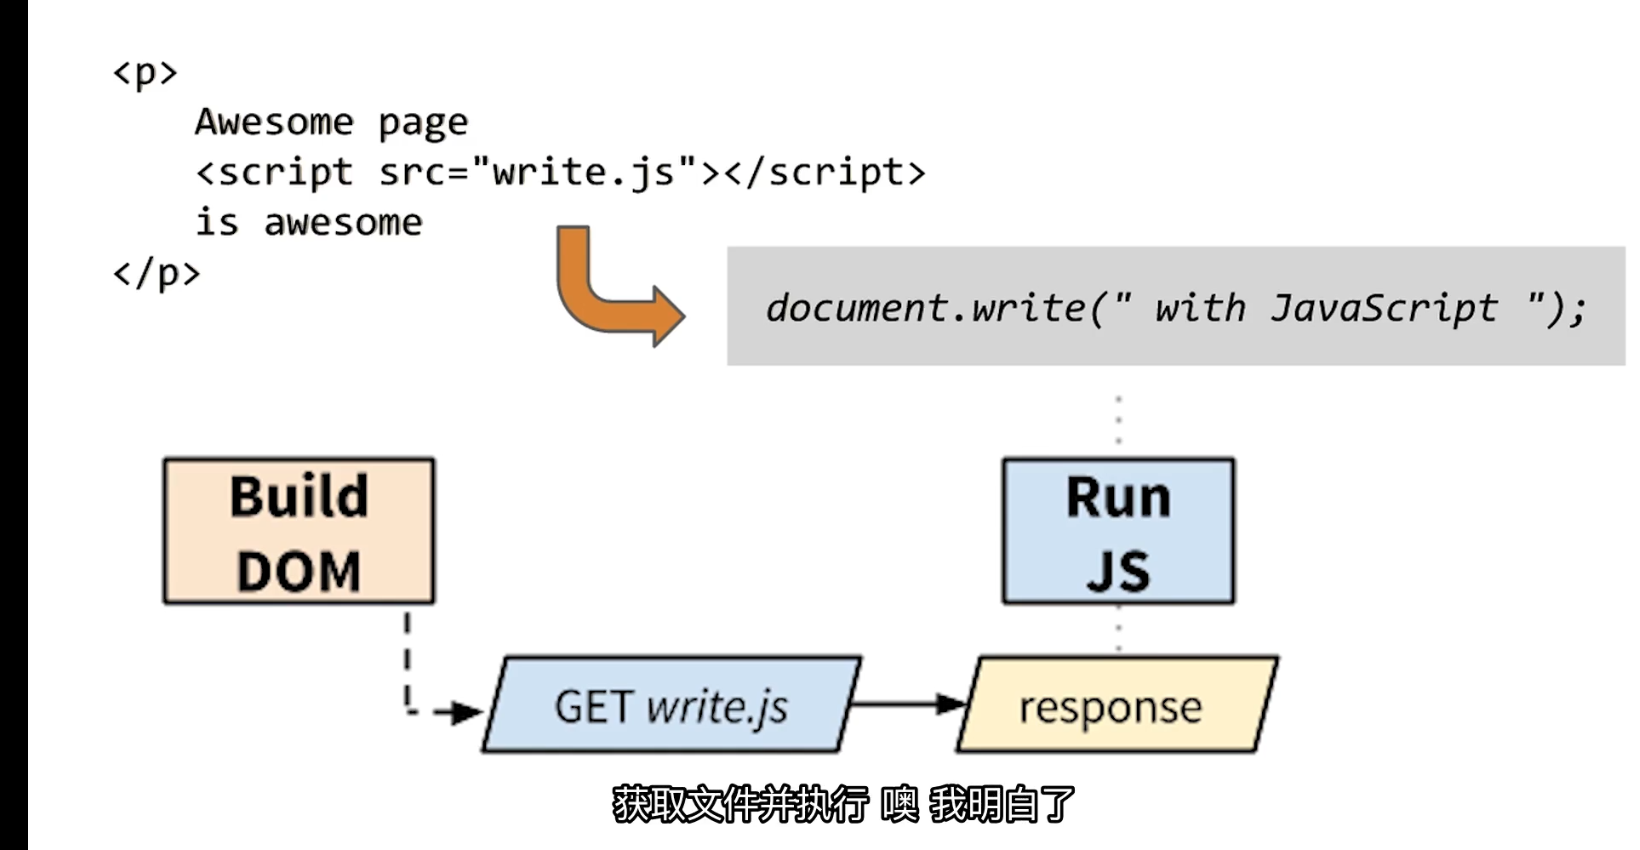 <p>
Awesome page
<script src="write.js"></script>
is awesome
</p>
document.write(" with JavaScript ");
Build
DOM
Run
JS
GET write.js
response
获取文件并执行 噢 我明白了